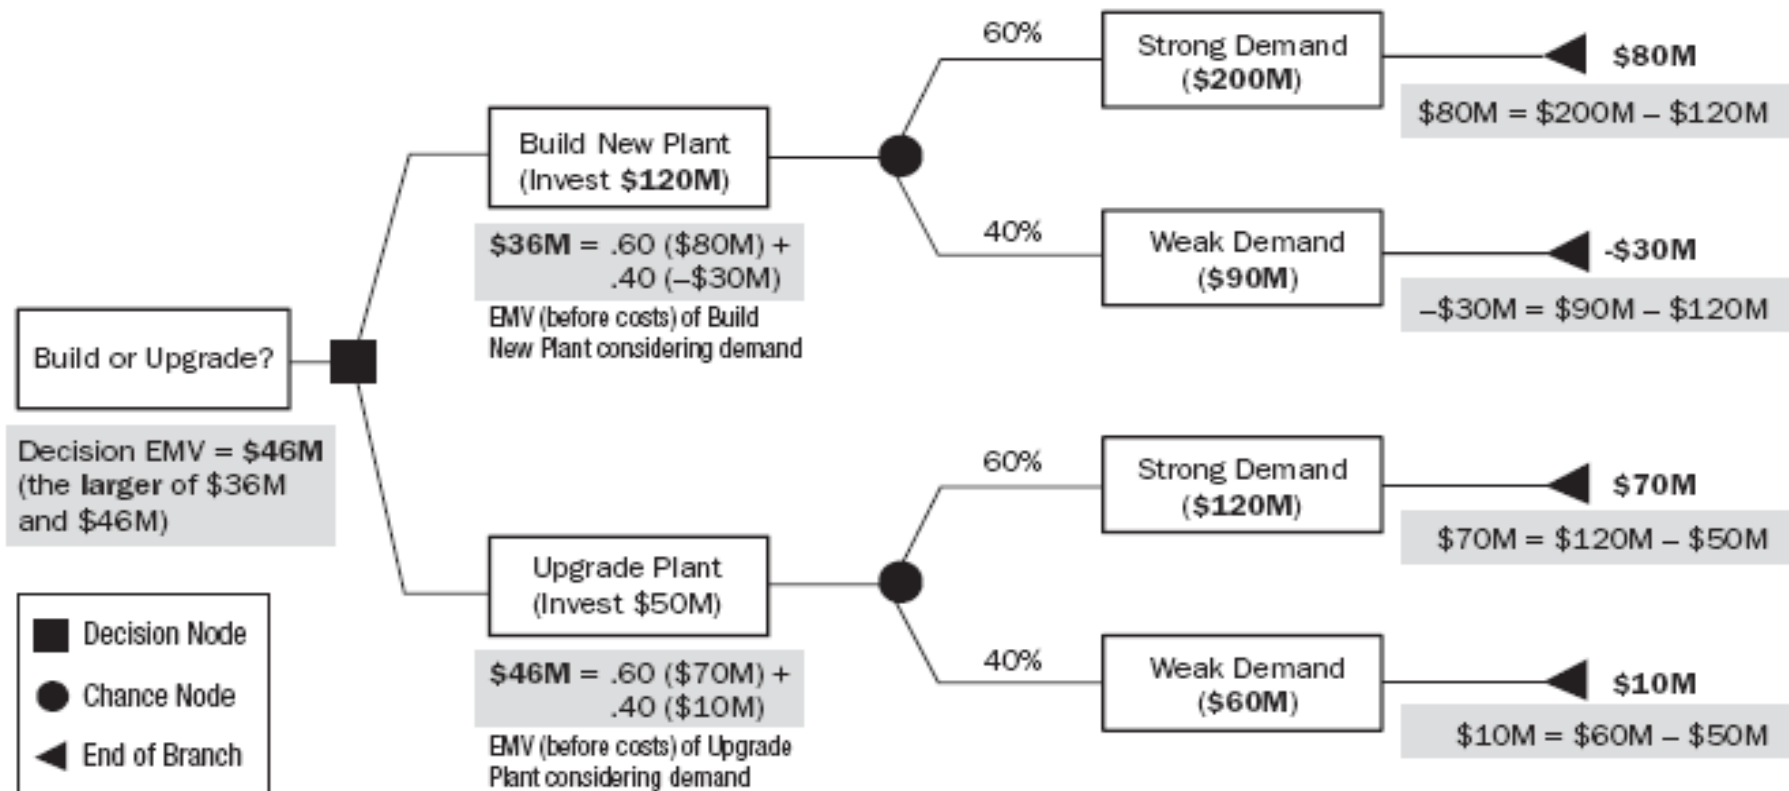 Build or Upgrade?
Decision EMV = $46M
(the larger of $36M
and $46M)
Decision Node
Chance Node
End of Branch
Build New Plant
(Invest $120M)
$36M = .60 ($80M) +
.40 (–$30M)
EMV (before costs) of Build
New Plant considering demand
60%
Strong Demand
($200M)
$80M
$80M = $200M – $120M
40%
Weak Demand
($90M)
-$30M
–$30M = $90M – $120M
Upgrade Plant
(Invest $50M)
$46M = .60 ($70M) +
.40 ($10M)
EMV (before costs) of Upgrade
Plant considering demand
60%
Strong Demand
($120M)
$70M
$70M = $120M – $50M
40%
Weak Demand
($60M)
$10M
$10M = $60M – $50M